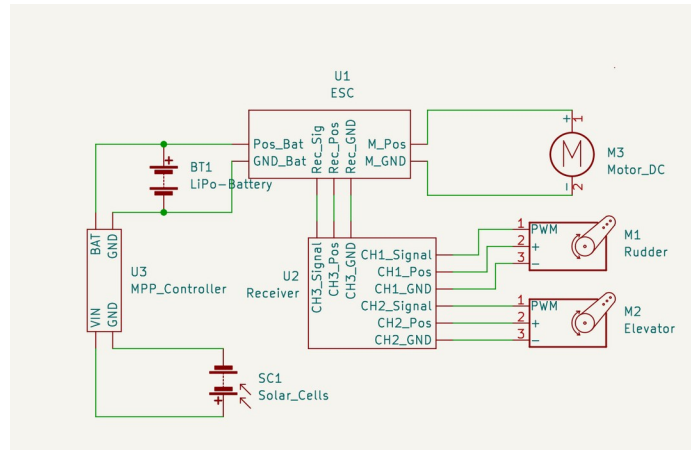 U1
ESC
Pos_Bat
GND_Bat
Rec_Sig
Rec_Pos
Rec_GND
M_Pos
M_GND
+
1
M
-
2
M3
Motor_DC
+
BT1
LiPo-Battery
BAT
GND
VIN
GND
U3
MPP_Controller
U2
Receiver
CH3_Signal
CH3_Pos
CH3_GND
CH1_Signal
CH1_Pos
CH1_GND
CH2_Signal
CH2_Pos
CH2_GND
1 PWM
2 +
3 -
M1
Rudder
1 PWM
2 +
3 -
M2
Elevator
+
SC1
Solar_Cells